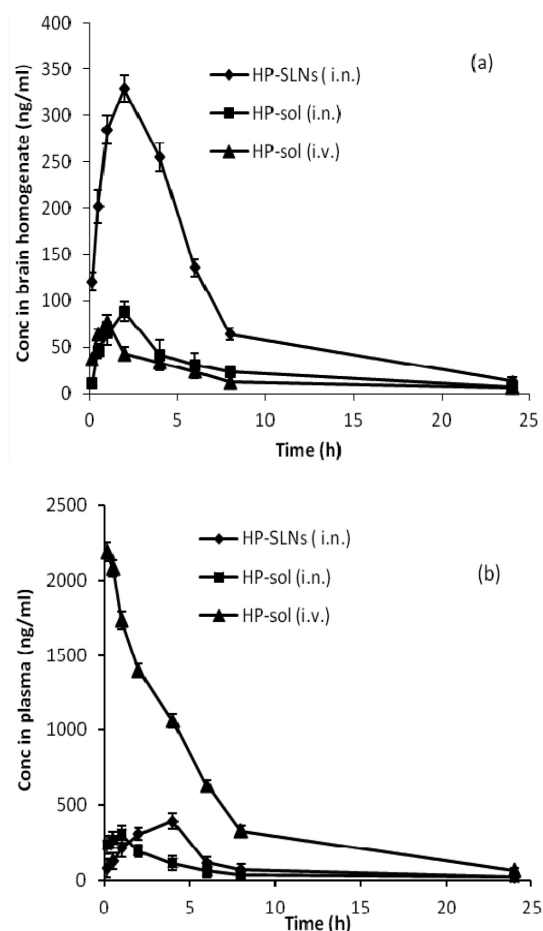 400
(a)
350
HP-SLNs ( i.n.)
300
HP-sol (i.n.)
250
HP-sol (i.v.)
200
150
100
50
0
Conc in brain homogenate (ng/ml)
0 5 10 15 20 25
Time (h)
2500
HP-SLNs ( i.n.)
(b)
2000
HP-sol (i.n.)
HP-sol (i.v.)
1500
1000
500
0
Conc in plasma (ng/ml)
0 5 10 15 20 25
Time (h)